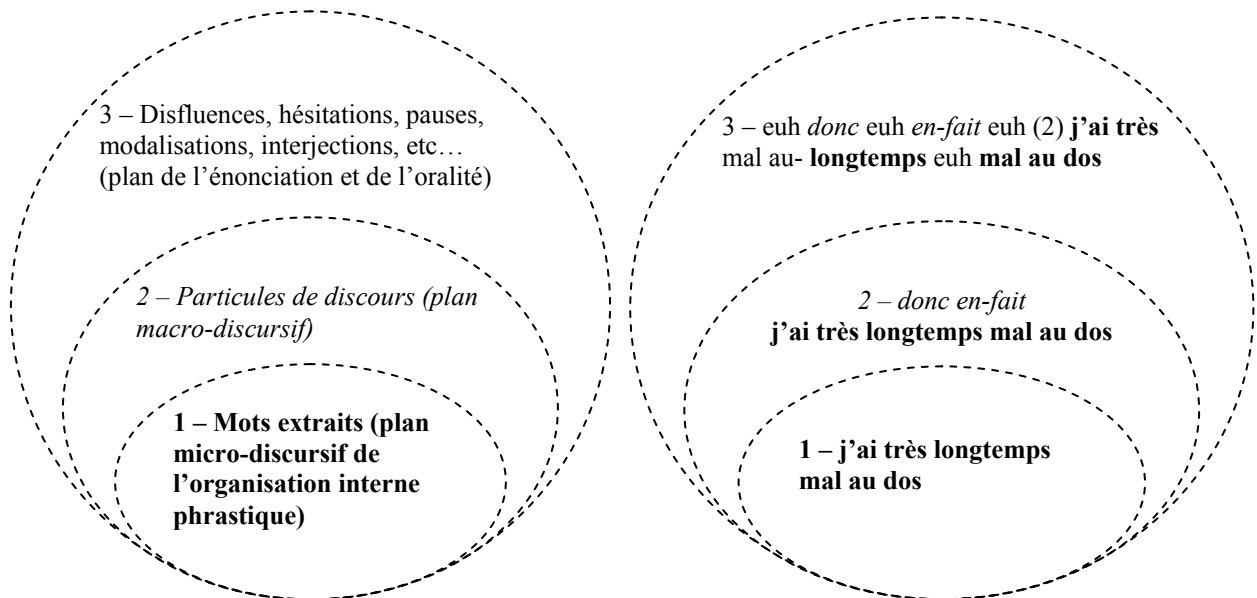 3 – Disfluences, hésitations, pauses,
modalisations, interjections, etc…
(plan de l’énonciation et de l’oralité)
2 – Particules de discours (plan
macro-discursif)
1 – Mots extraits (plan
micro-discursif de
l’organisation interne
phrastique)
3 – euh donc euh en-fait euh (2) j’ai très
mal au- longtemps euh mal au dos
2 – donc en-fait
j’ai très longtemps mal au dos
1 – j’ai très longtemps
mal au dos